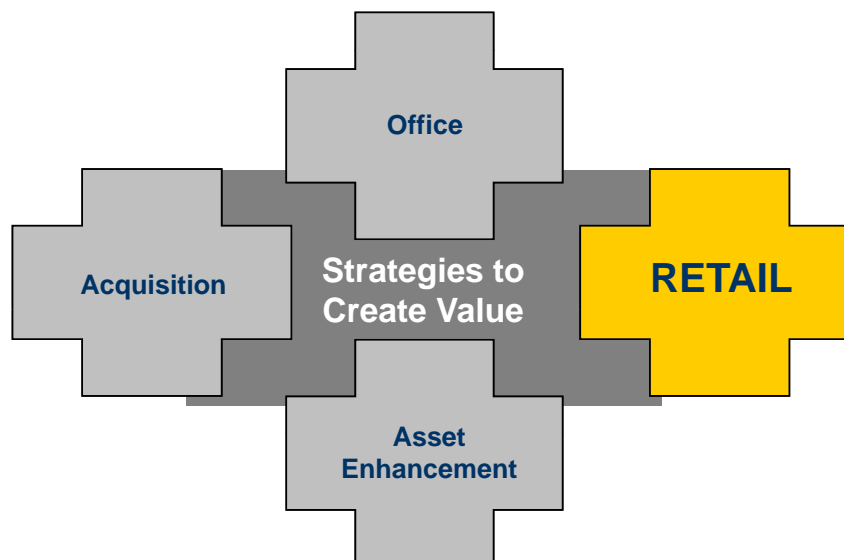 Office
Acquisition
Strategies to
Create Value
RETAIL
Asset
Enhancement